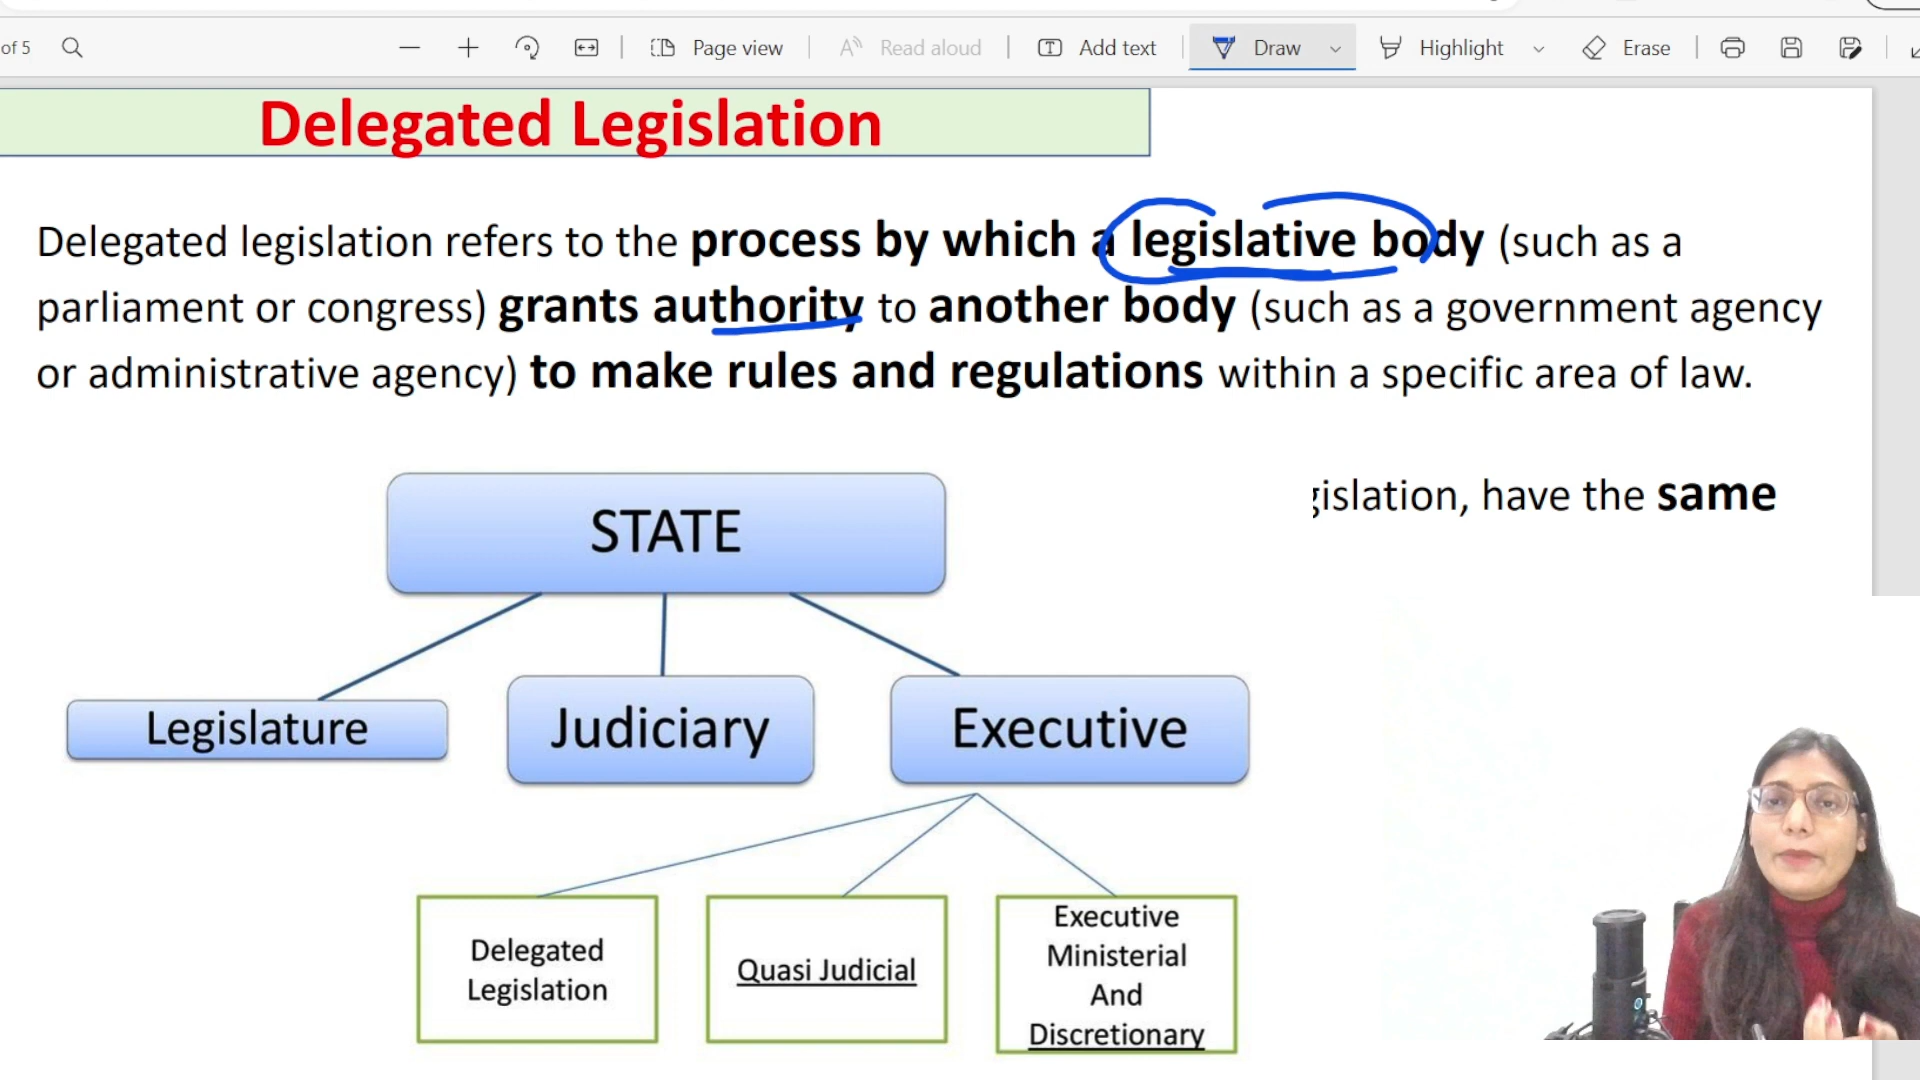 of 5 Page view Read aloud Add text Draw Highlight Erase
Delegated Legislation
Delegated legislation refers to the process by which a legislative body (such as a
parliament or congress) grants authority to another body (such as a government agency
or administrative agency) to make rules and regulations within a specific area of law.
gislation, have the same
STATE
Legislature Judiciary Executive
Delegated
Legislation
Quasi Judicial
Executive
Ministerial
And
Discretionary